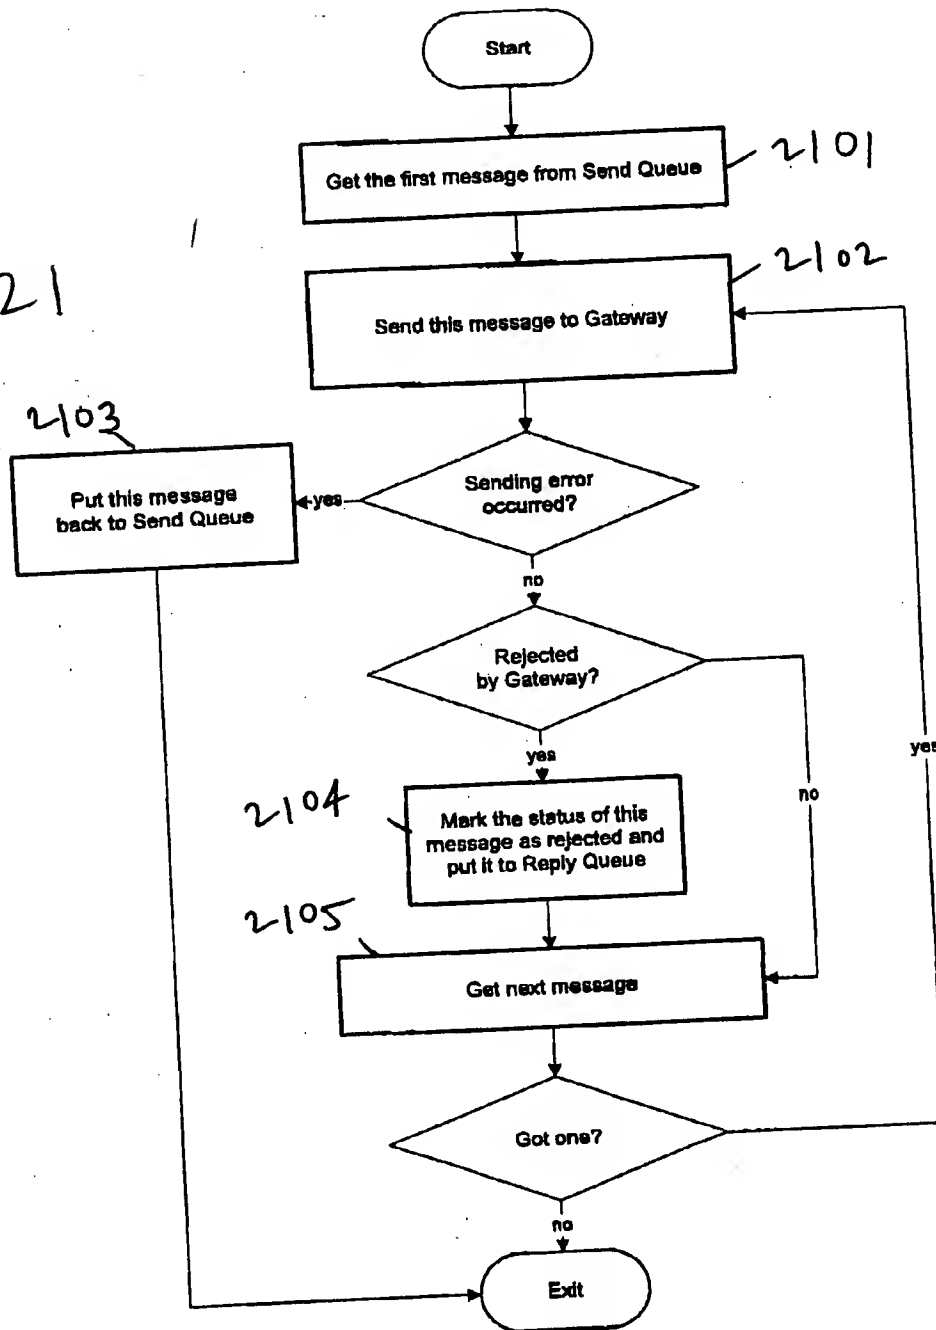 Start
Get the first message from Send Queue
2101
21
Send this message to Gateway
2102
2103
Put this message
back to Send Queue
yes
Sending error
occurred?
no
Rejected
by Gateway?
yes
no
yes
2104
Mark the status of this
message as rejected and
put it to Reply Queue
2105
Get next message
Got one?
no
Exit